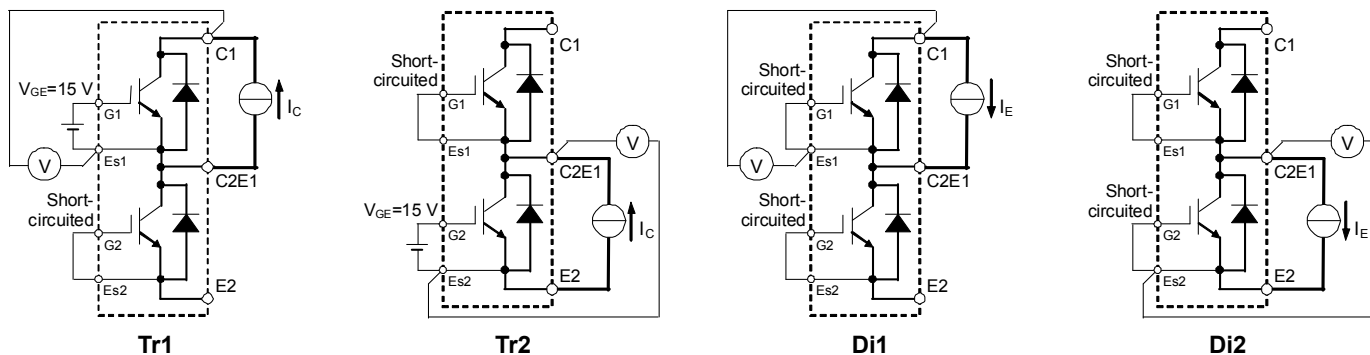 C1
VGE=15 V
G1
IC
V
Es1
C2E1
Short-
circuited
G2
Es2
E2
Tr1
C1
Short-
circuited
G1
Es1
V
C2E1
VGE=15 V
G2
IC
Es2
E2
Tr2
C1
Short-
circuited
G1
IE
V
Es1
C2E1
Short-
circuited
G2
Es2
E2
Di1
C1
Short-
circuited
G1
Es1
V
C2E1
Short-
circuited
G2
IE
Es2
E2
Di2